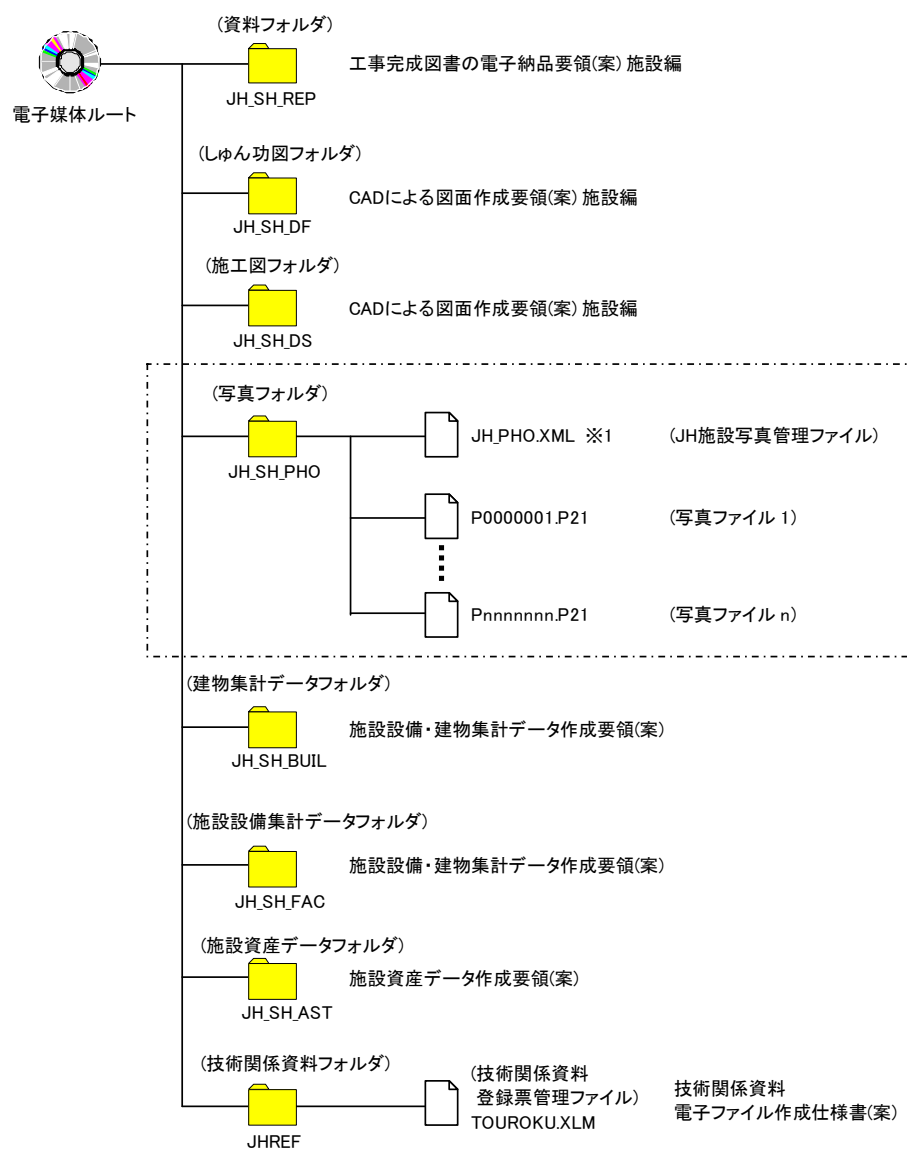 (資料フォルダ)
工事完成図書の電子納品要領(案) 施設編
JH_SH_REP
電子媒体ルート
(しゅん功図フォルダ)
CADによる図面作成要領(案) 施設編
JH_SH_DF
(施工図フォルダ)
CADによる図面作成要領(案) 施設編
JH_SH_DS
(写真フォルダ)
JH_SH_PHO
JH_PHO.XML ※1 (JH施設写真管理ファイル)
P0000001.P21 (写真ファイル 1)
Pnnnnnnn.P21 (写真ファイル n)
(建物集計データフォルダ)
施設設備・建物集計データ作成要領(案)
JH_SH_BUIL
(施設設備集計データフォルダ)
施設設備・建物集計データ作成要領(案)
JH_SH_FAC
(施設資産データフォルダ)
施設資産データ作成要領(案)
JH_SH_AST
(技術関係資料フォルダ)
JHREF
(技術関係資料
登録票管理ファイル)
TOUROKU.XLM
技術関係資料
電子ファイル作成仕様書(案)